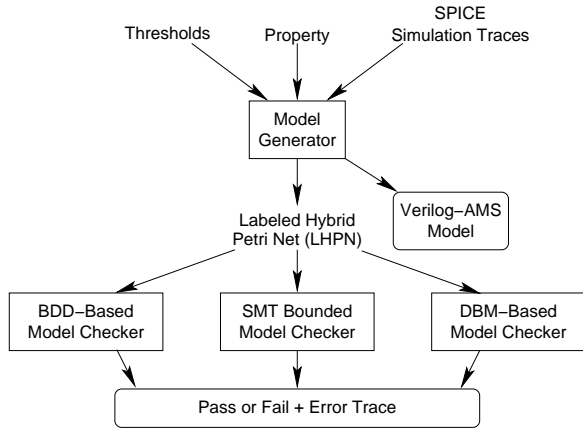 SPICE
Simulation Traces
Property
Thresholds
Model
Generator
Verilog−AMS
Model
Labeled Hybrid
Petri Net (LHPN)
BDD−Based
Model Checker
SMT Bounded
Model Checker
DBM−Based
Model Checker
Pass or Fail + Error Trace